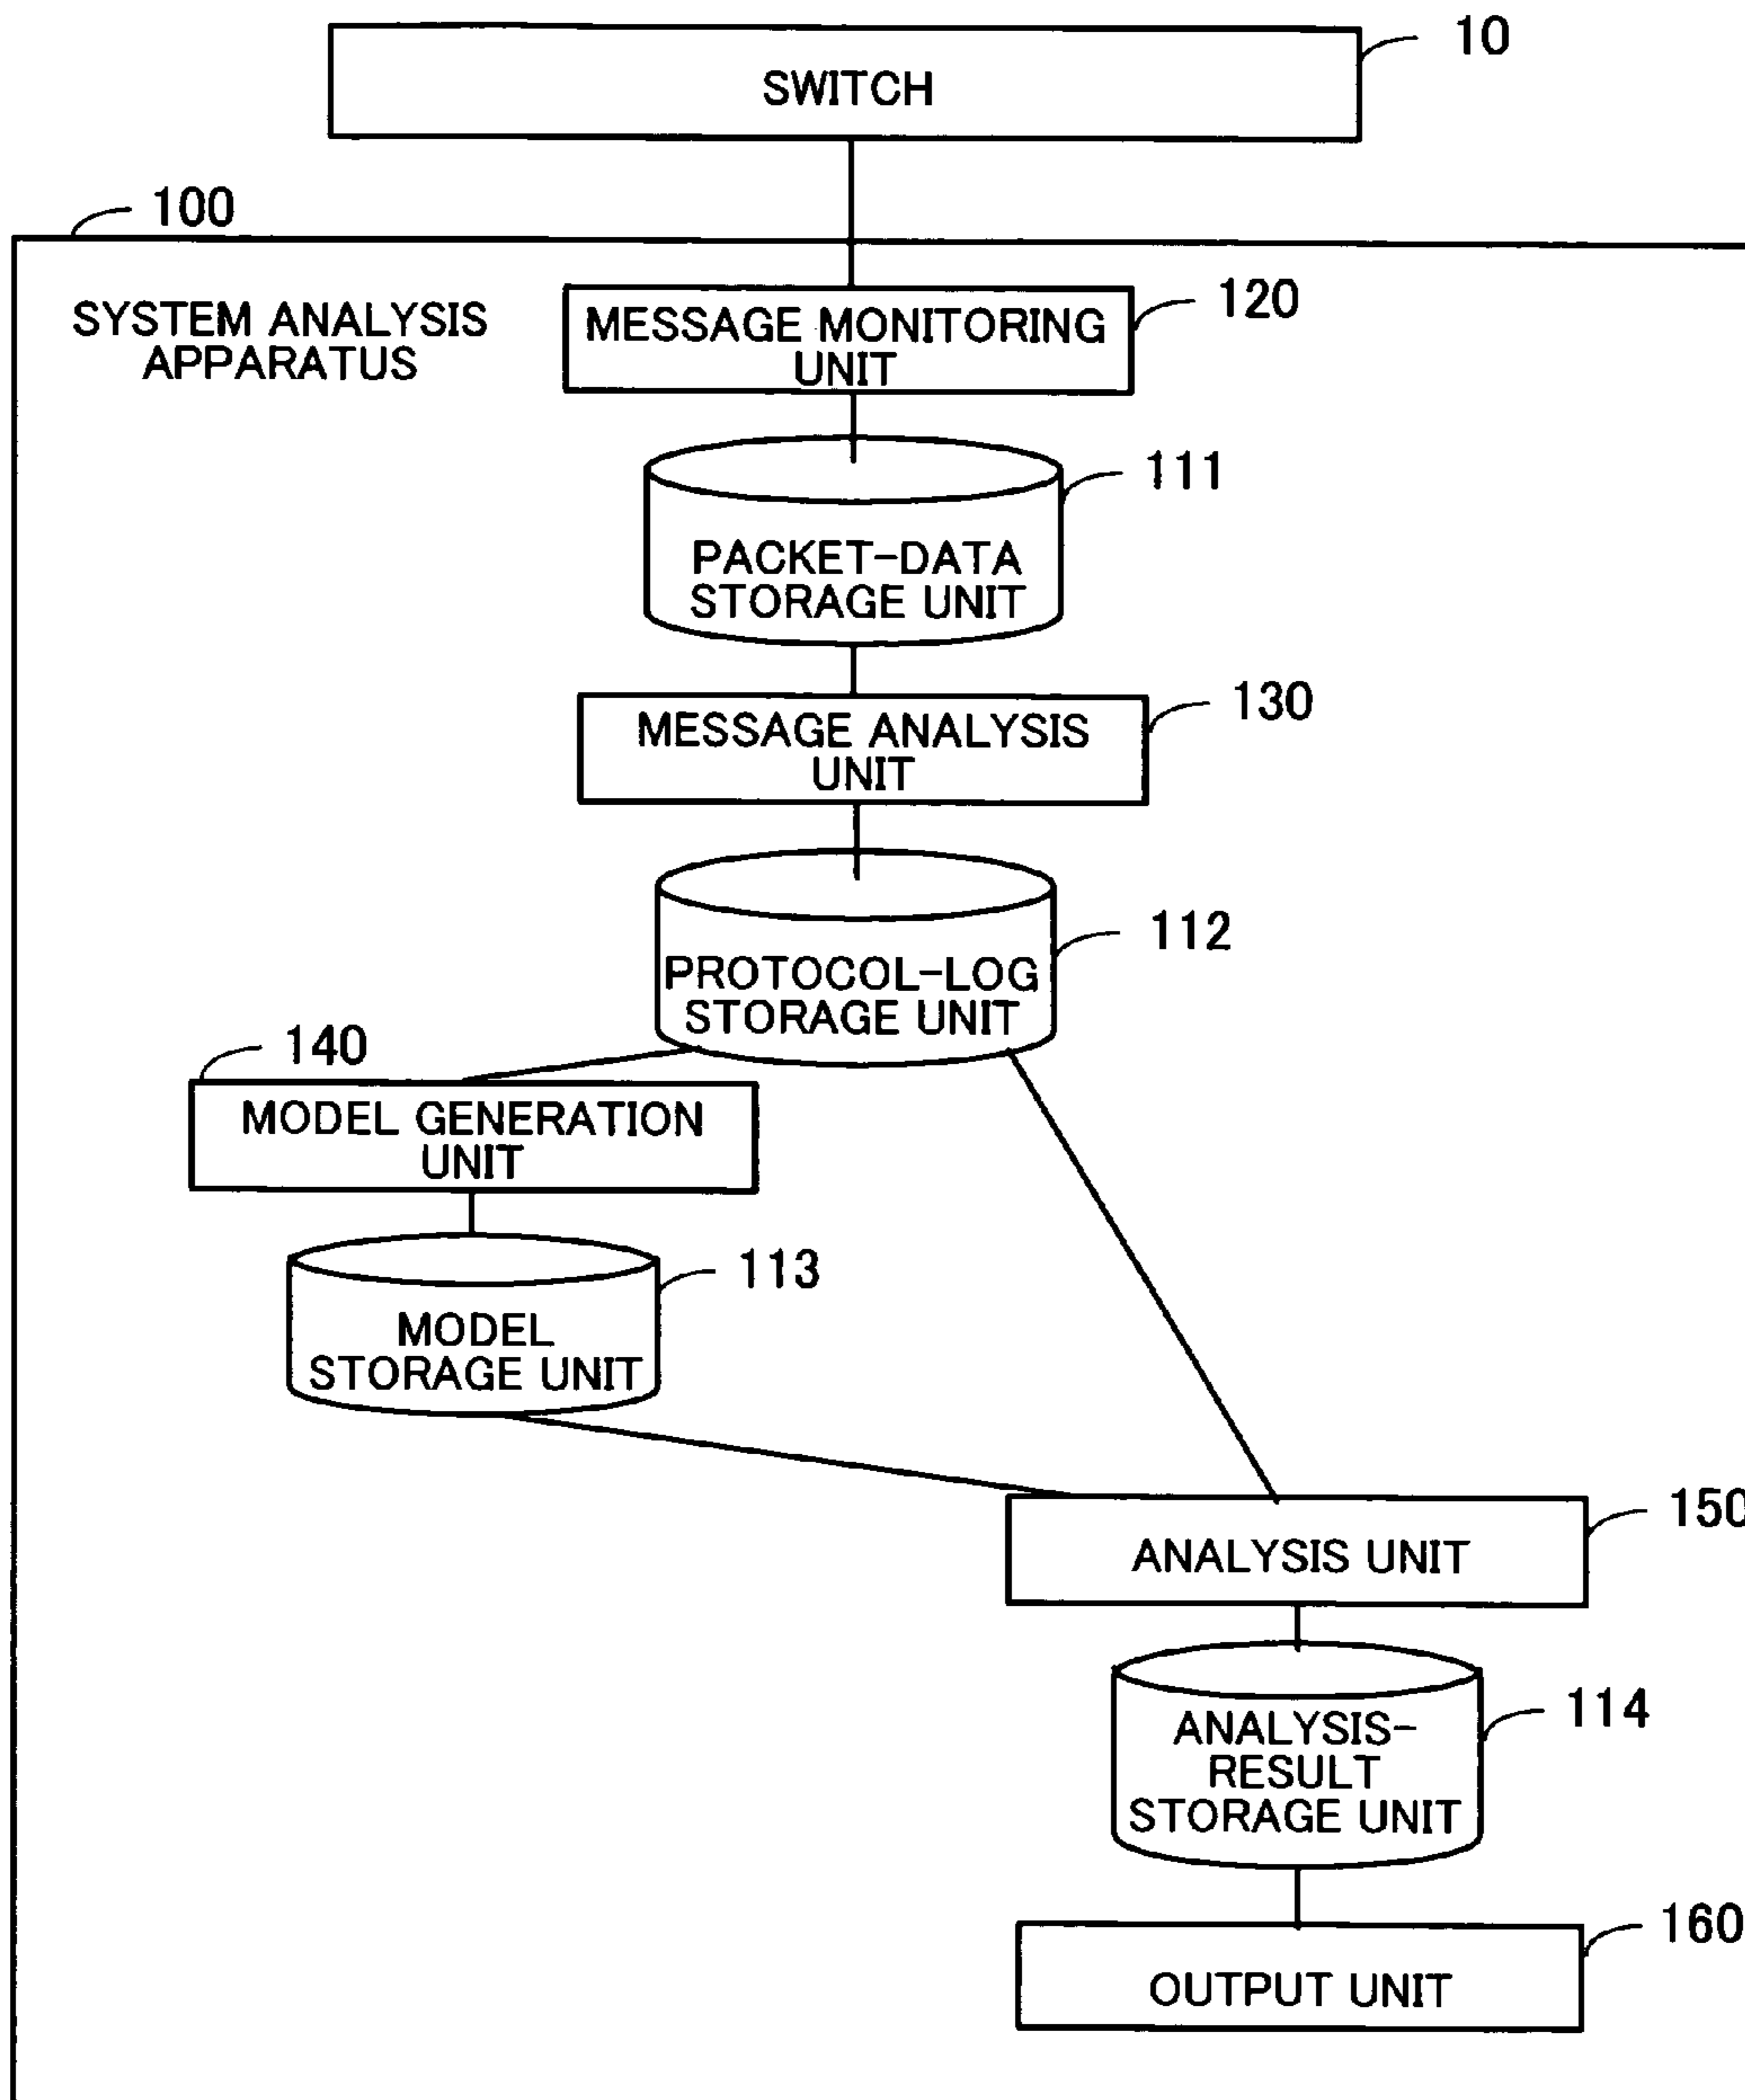 10
SWITCH
100
SYSTEM ANALYSIS
APPARATUS
120
MESSAGE MONITORING
UNIT
111
PACKET-DATA
STORAGE UNIT
130
MESSAGE ANALYSIS
UNIT
112
PROTOCOL-LOG
STORAGE UNIT
140
MODEL GENERATION
UNIT
113
MODEL
STORAGE UNIT
150
ANALYSIS UNIT
114
ANALYSIS-
RESULT
STORAGE UNIT
160
OUTPUT UNIT